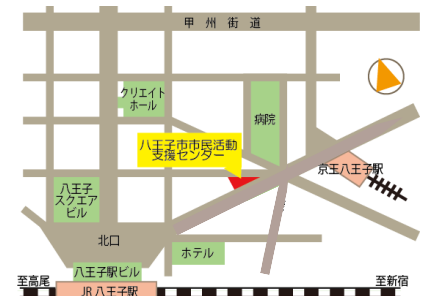 甲州街道
クリエイト
ホール
病院
八王子市市民活動
支援センター
京王八王子駅
八王子
スクエア
ビル
北口
ホテル
八王子駅ビル
至高尾
至新宿
JR八王子駅